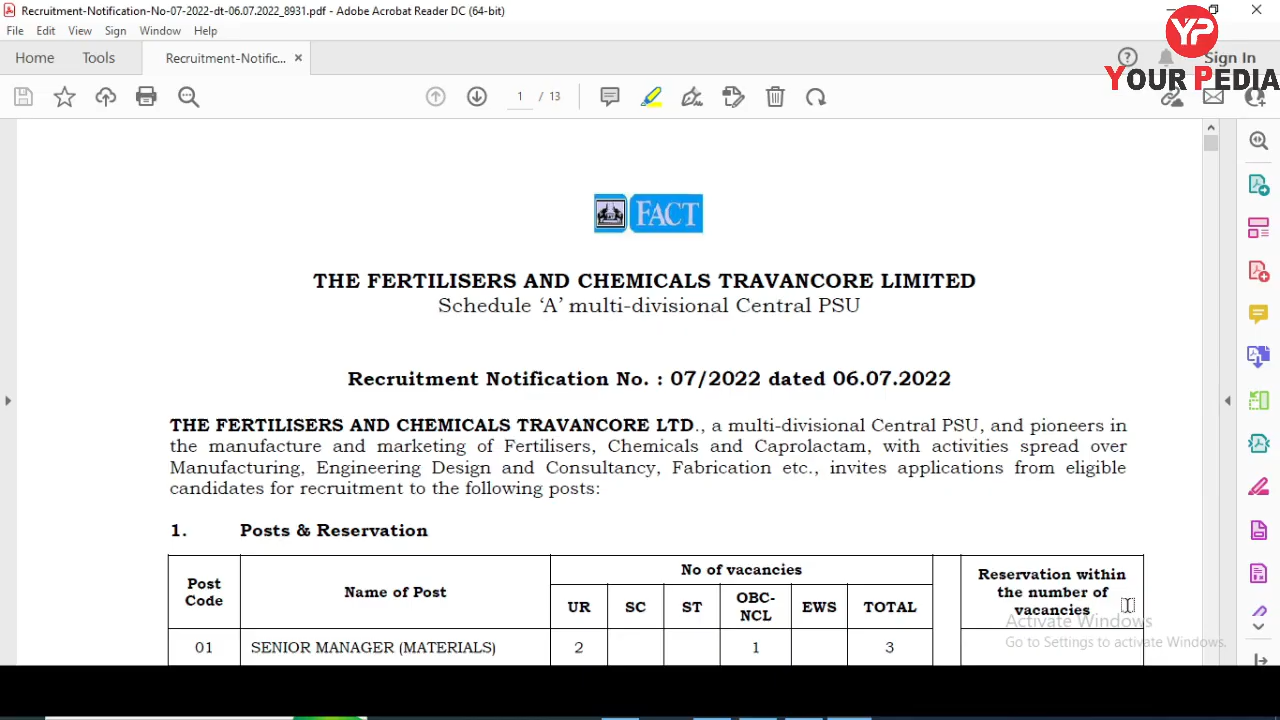 Recruitment-Notification-No-07-2022-dt-06.07.2022_8931.pdf - Adobe Acrobat Reader DC (64-bit)
File Edit View Sign Window Help
Home Tools Recruitment-Notific... × Sign In
YP
YOUR PEDIA
1 / 13
FACT
THE FERTILISERS AND CHEMICALS TRAVANCORE LIMITED
Schedule ‘A’ multi-divisional Central PSU
Recruitment Notification No. : 07/2022 dated 06.07.2022
THE FERTILISERS AND CHEMICALS TRAVANCORE LTD., a multi-divisional Central PSU, and pioneers in
the manufacture and marketing of Fertilisers, Chemicals and Caprolactam, with activities spread over
Manufacturing, Engineering Design and Consultancy, Fabrication etc., invites applications from eligible
candidates for recruitment to the following posts:
1. Posts & Reservation
Post Code Name of Post No of vacancies Reservation within the number of vacancies
UR SC ST OBC-NCL EWS TOTAL
01 SENIOR MANAGER (MATERIALS) 2 1 3
Activate Windows
Go to Settings to activate Windows.